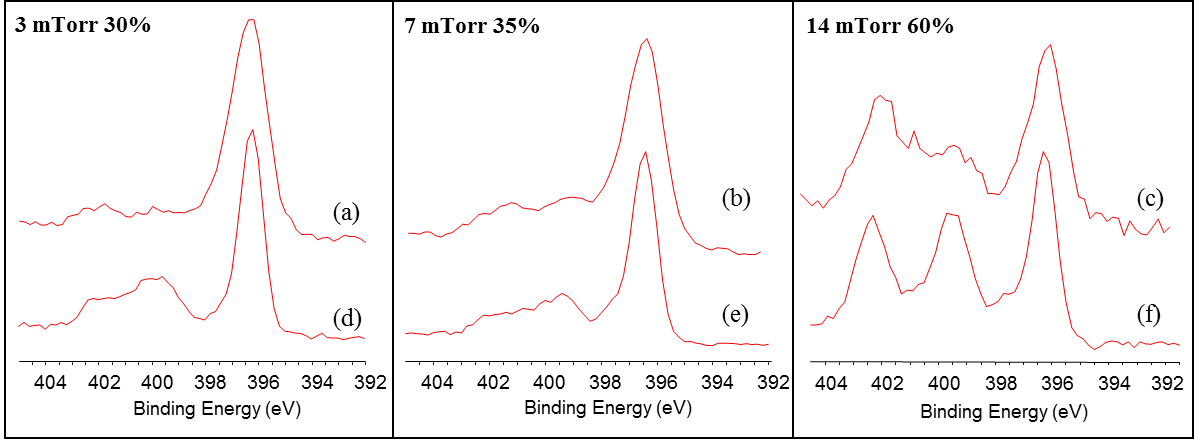 3 mTorr 30%
7 mTorr 35%
14 mTorr 60%
(a)
(b)
(c)
(d)
(e)
(f)
404 402 400 398 396 394 392
404 402 400 398 396 394 392
404 402 400 398 396 394 392
Binding Energy (eV)
Binding Energy (eV)
Binding Energy (eV)